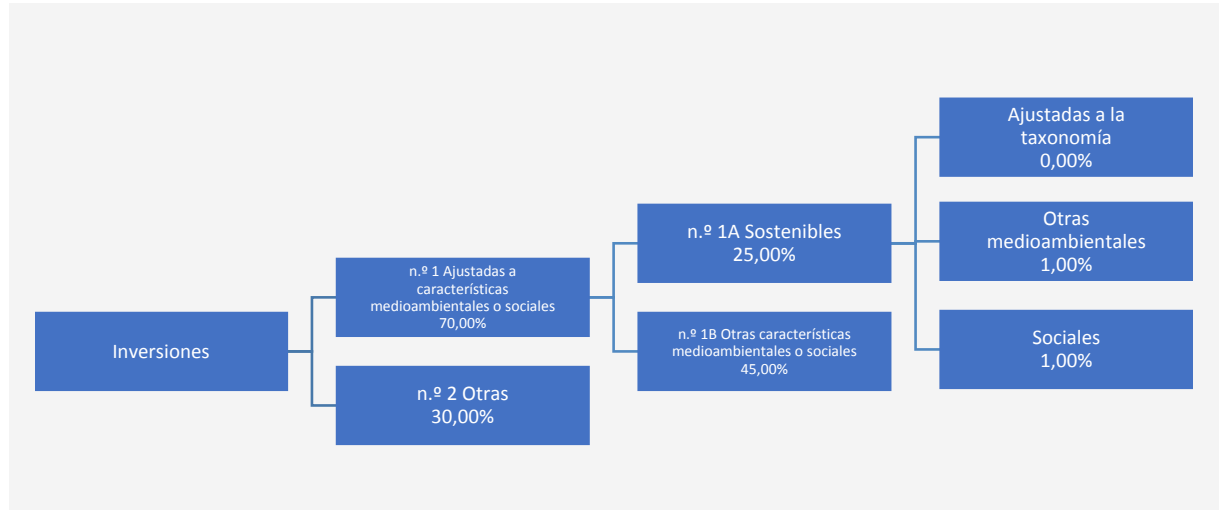 Inversiones
n.º 1 Ajustadas a
características
medioambientales o sociales
70,00%
n.º 2 Otras
30,00%
n.º 1A Sostenibles
25,00%
n.º 1B Otras características
medioambientales o sociales
45,00%
Ajustadas a la
taxonomía
0,00%
Otras
medioambientales
1,00%
Sociales
1,00%